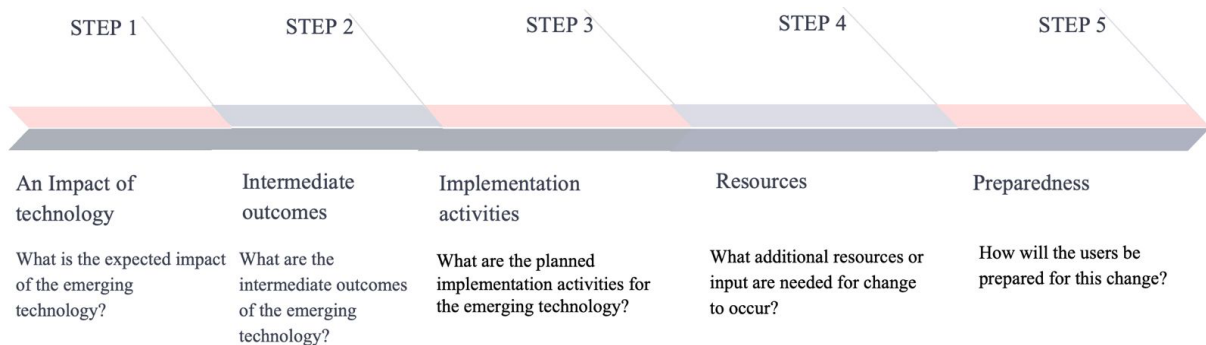 STEP 1
STEP 2
STEP 3
STEP 4
STEP 5
An Impact of
technology
What is the expected impact
of the emerging
technology?
Intermediate
outcomes
What are the
intermediate outcomes
of the emerging
technology?
Implementation
activities
What are the planned
implementation activities for
the emerging technology?
Resources
What additional resources or
input are needed for change
to occur?
Preparedness
How will the users be
prepared for this change?